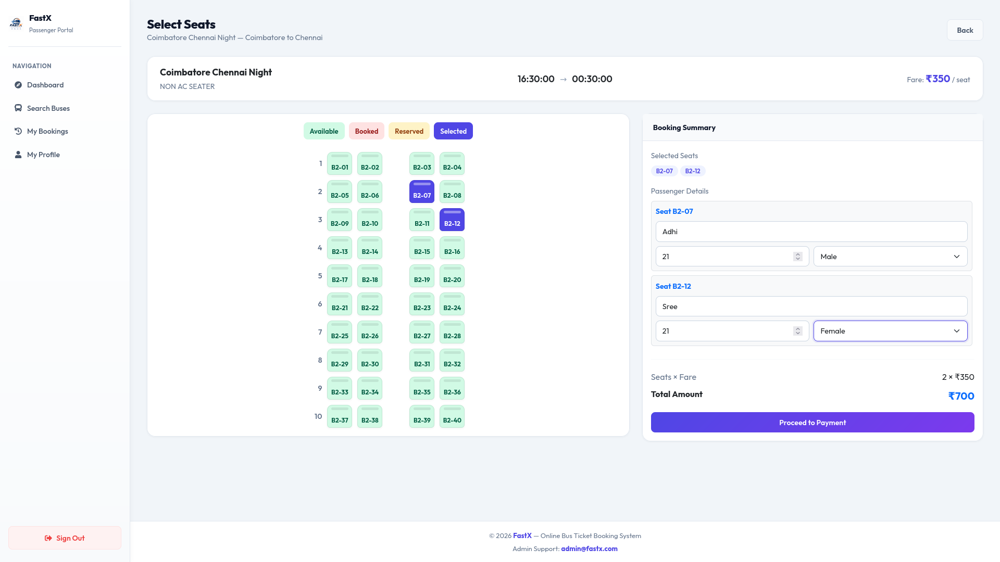 FastX
Passenger Portal
NAVIGATION
Dashboard
Search Buses
My Bookings
My Profile
Sign Out
Select Seats
Coimbatore Chennai Night — Coimbatore to Chennai
Back
Coimbatore Chennai Night
NON AC SEATER
16:30:00 → 00:30:00
Fare: ₹350 / seat
Available Booked Reserved Selected
1 B2-01 B2-02 B2-03 B2-04
2 B2-05 B2-06 B2-07 B2-08
3 B2-09 B2-10 B2-11 B2-12
4 B2-13 B2-14 B2-15 B2-16
5 B2-17 B2-18 B2-19 B2-20
6 B2-21 B2-22 B2-23 B2-24
7 B2-25 B2-26 B2-27 B2-28
8 B2-29 B2-30 B2-31 B2-32
9 B2-33 B2-34 B2-35 B2-36
10 B2-37 B2-38 B2-39 B2-40
Booking Summary
Selected Seats
B2-07 B2-12
Passenger Details
Seat B2-07
Adhi
21 Male
Seat B2-12
Sree
21 Female
Seats × Fare 2 × ₹350
Total Amount ₹700
Proceed to Payment
© 2026 FastX — Online Bus Ticket Booking System
Admin Support: admin@fastx.com